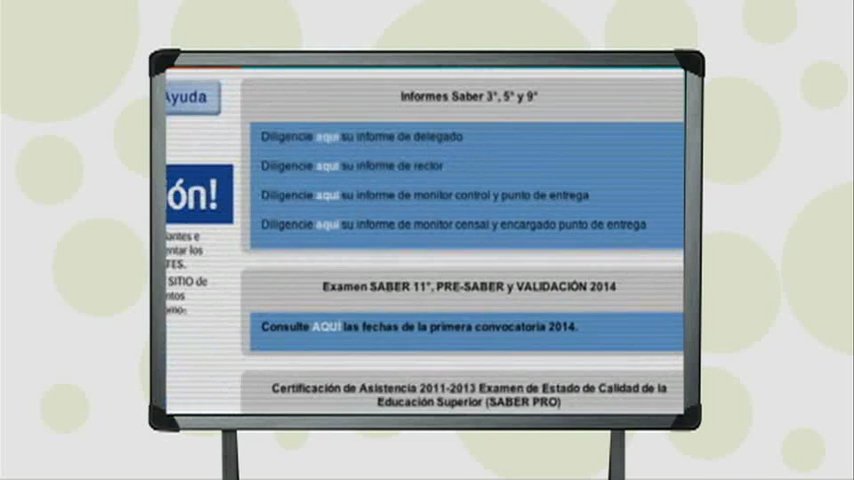 Ayuda
ón!
antes e
entar los
TES.
SITIO de
ntos
omo:
Informes Saber 3°, 5° y 9°
Diligencie aquí su informe de delegado
Diligencie aquí su informe de rector
Diligencie aquí su informe de monitor control y punto de entrega
Diligencie aquí su informe de monitor censal y encargado punto de entrega
Examen SABER 11°, PRE-SABER y VALIDACIÓN 2014
Consulte AQUÍ las fechas de la primera convocatoria 2014.
Certificación de Asistencia 2011-2013 Examen de Estado de Calidad de la
Educación Superior (SABER PRO)